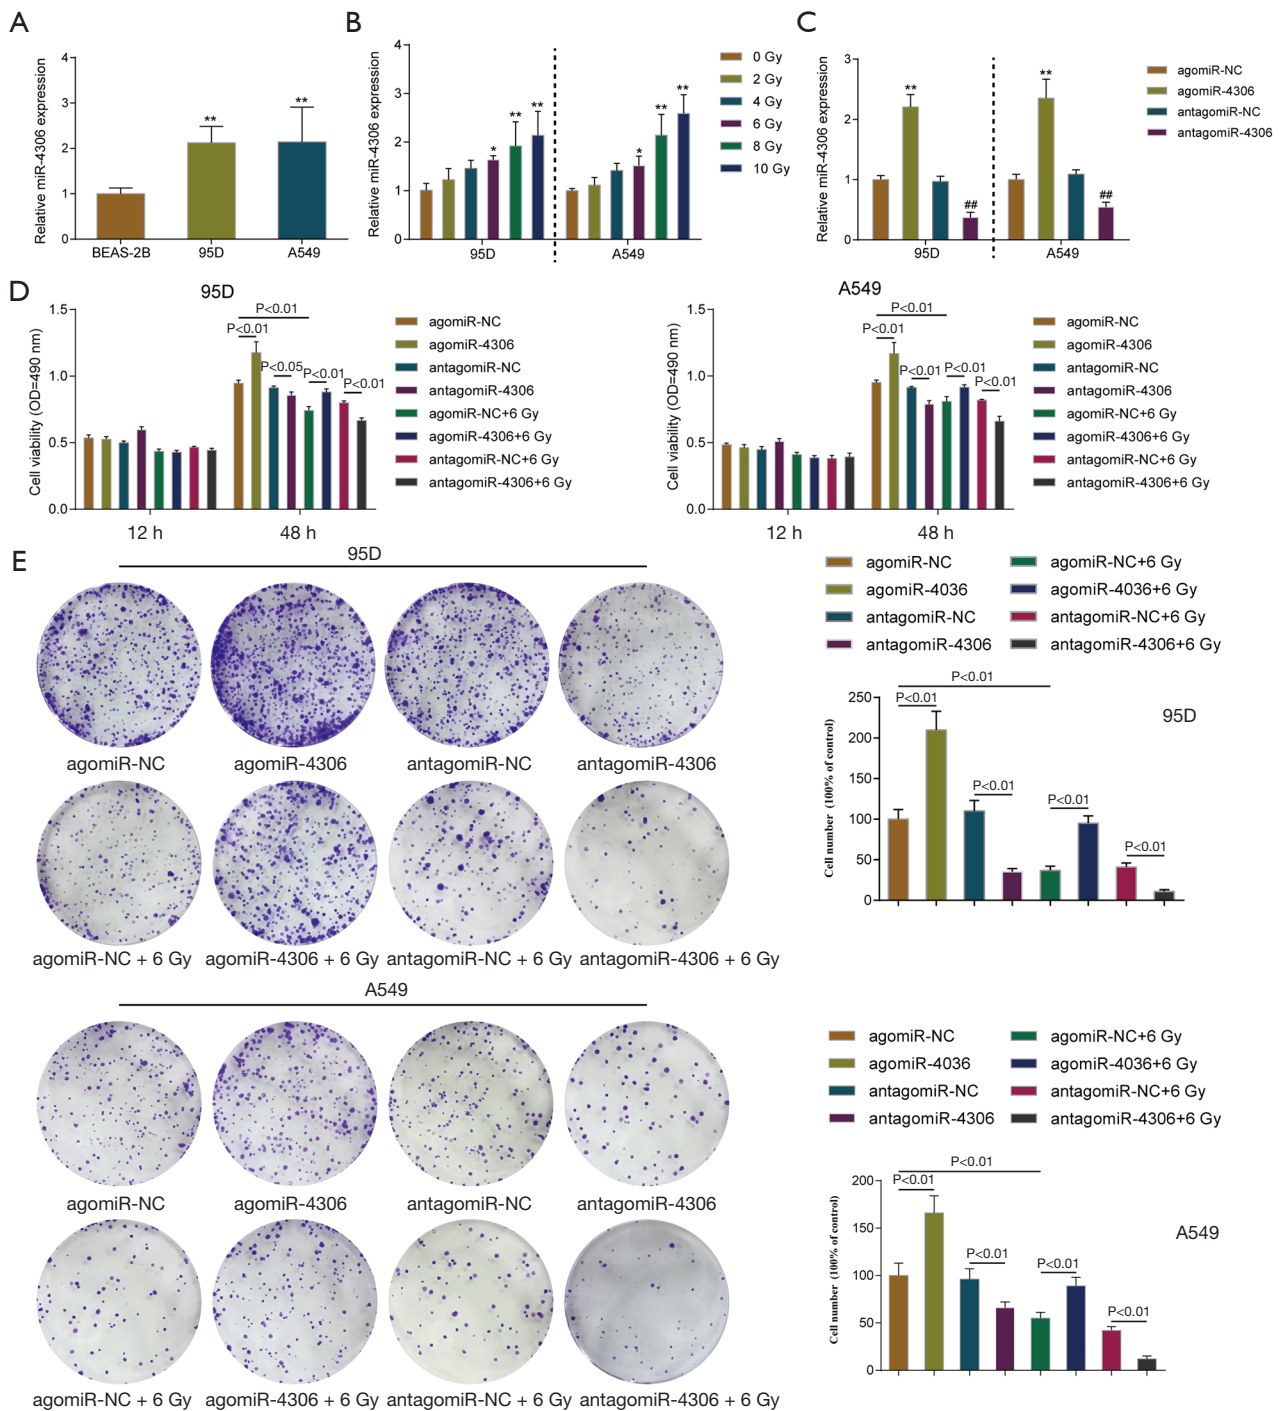 A
Relative miR-4306 expression
4
3
2
1
0
**
**
BEAS-2B 95D A549
B
Relative miR-4306 expression
4
3
2
1
0
*
**
**
*
**
**
95D A549
0 Gy
2 Gy
4 Gy
6 Gy
8 Gy
10 Gy
C
Relative miR-4306 expression
3
2
1
0
**
##
**
##
95D A549
agomiR-NC
agomiR-4306
antagomiR-NC
antagomiR-4306
D
95D
Cell viability (OD=490 nm)
1.5
1.0
0.5
0.0
P<0.01
P<0.01
P<0.05
P<0.01
P<0.01
12 h 48 h
agomiR-NC
agomiR-4306
antagomiR-NC
antagomiR-4306
agomiR-NC+6 Gy
agomiR-4306+6 Gy
antagomiR-NC+6 Gy
antagomiR-4306+6 Gy
A549
Cell viability (OD=490 nm)
1.5
1.0
0.5
0.0
P<0.01
P<0.01
P<0.01
P<0.01
P<0.01
12 h 48 h
agomiR-NC
agomiR-4306
antagomiR-NC
antagomiR-4306
agomiR-NC+6 Gy
agomiR-4306+6 Gy
antagomiR-NC+6 Gy
antagomiR-4306+6 Gy
E
95D
agomiR-NC agomiR-4306 antagomiR-NC antagomiR-4306
agomiR-NC + 6 Gy agomiR-4306 + 6 Gy antagomiR-NC + 6 Gy antagomiR-4306 + 6 Gy
agomiR-NC agomiR-NC+6 Gy
agomiR-4036 agomiR-4036+6 Gy
antagomiR-NC antagomiR-NC+6 Gy
antagomiR-4306 antagomiR-4306+6 Gy
95D
Cell number (100% of control)
250
200
150
100
50
0
P<0.01
P<0.01
P<0.01
P<0.01
P<0.01
A549
agomiR-NC agomiR-4306 antagomiR-NC antagomiR-4306
agomiR-NC + 6 Gy agomiR-4306 + 6 Gy antagomiR-NC + 6 Gy antagomiR-4306 + 6 Gy
agomiR-NC agomiR-NC+6 Gy
agomiR-4036 agomiR-4036+6 Gy
antagomiR-NC antagomiR-NC+6 Gy
antagomiR-4306 antagomiR-4306+6 Gy
A549
Cell number (100% of control)
200
150
100
50
0
P<0.01
P<0.01
P<0.01
P<0.01
P<0.01